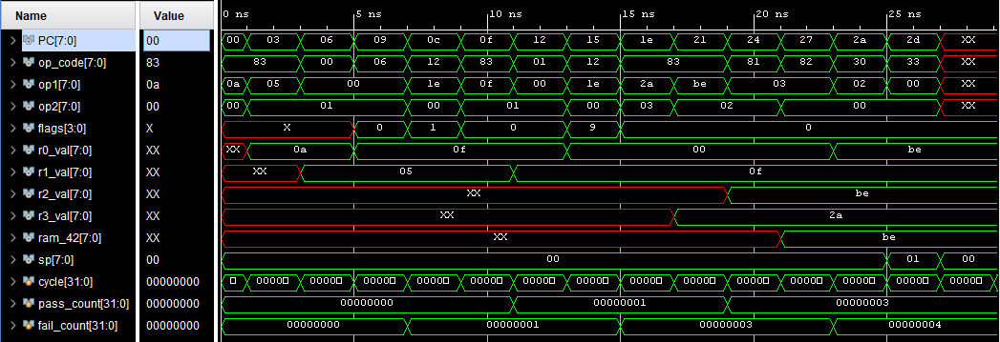 Name Value 0 ns 5 ns 10 ns 15 ns 20 ns 25 ns
PC[7:0] 00 00 03 06 09 0c 0f 12 15 1e 21 24 27 2a 2d XX
op_code[7:0] 83 83 00 06 12 83 01 12 83 81 82 30 33 XX
op1[7:0] 0a 0a 05 00 1e 0f 00 1e 2a be 03 02 00 XX
op2[7:0] 00 00 01 00 01 00 03 02 00 XX
flags[3:0] X X 0 1 0 9 0
r0_val[7:0] XX XX 0a 0f 00 be
r1_val[7:0] XX XX 05 0f
r2_val[7:0] XX XX be
r3_val[7:0] XX XX 2a
ram_42[7:0] XX XX be
sp[7:0] 00 00 01 00
cycle[31:0] 00000000 □ 0000□ 0000□ 0000□ 0000□ 0000□ 0000□ 0000□ 0000□ 0000□ 0000□ 0000□ 0000□ 0000□ 0000□
pass_count[31:0] 00000000 00000000 00000001 00000003
fail_count[31:0] 00000000 00000000 00000001 00000003 00000004